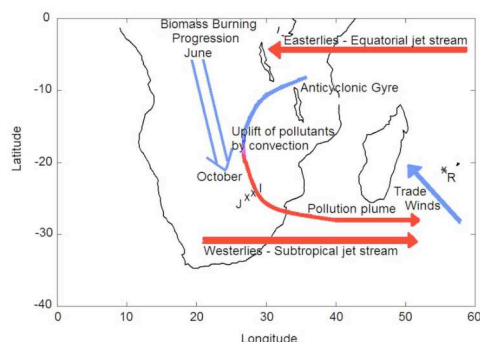 0
Biomass Burning
Progression
June
Easterlies - Equatorial jet stream
-10
Anticyclonic Gyre
Uplift of pollutants
by convection
Latitude
-20
October
*R
J x x I
Trade
Winds
Pollution plume
-30
Westerlies - Subtropical jet stream
-40
0 10 20 30 40 50 60
Longitude